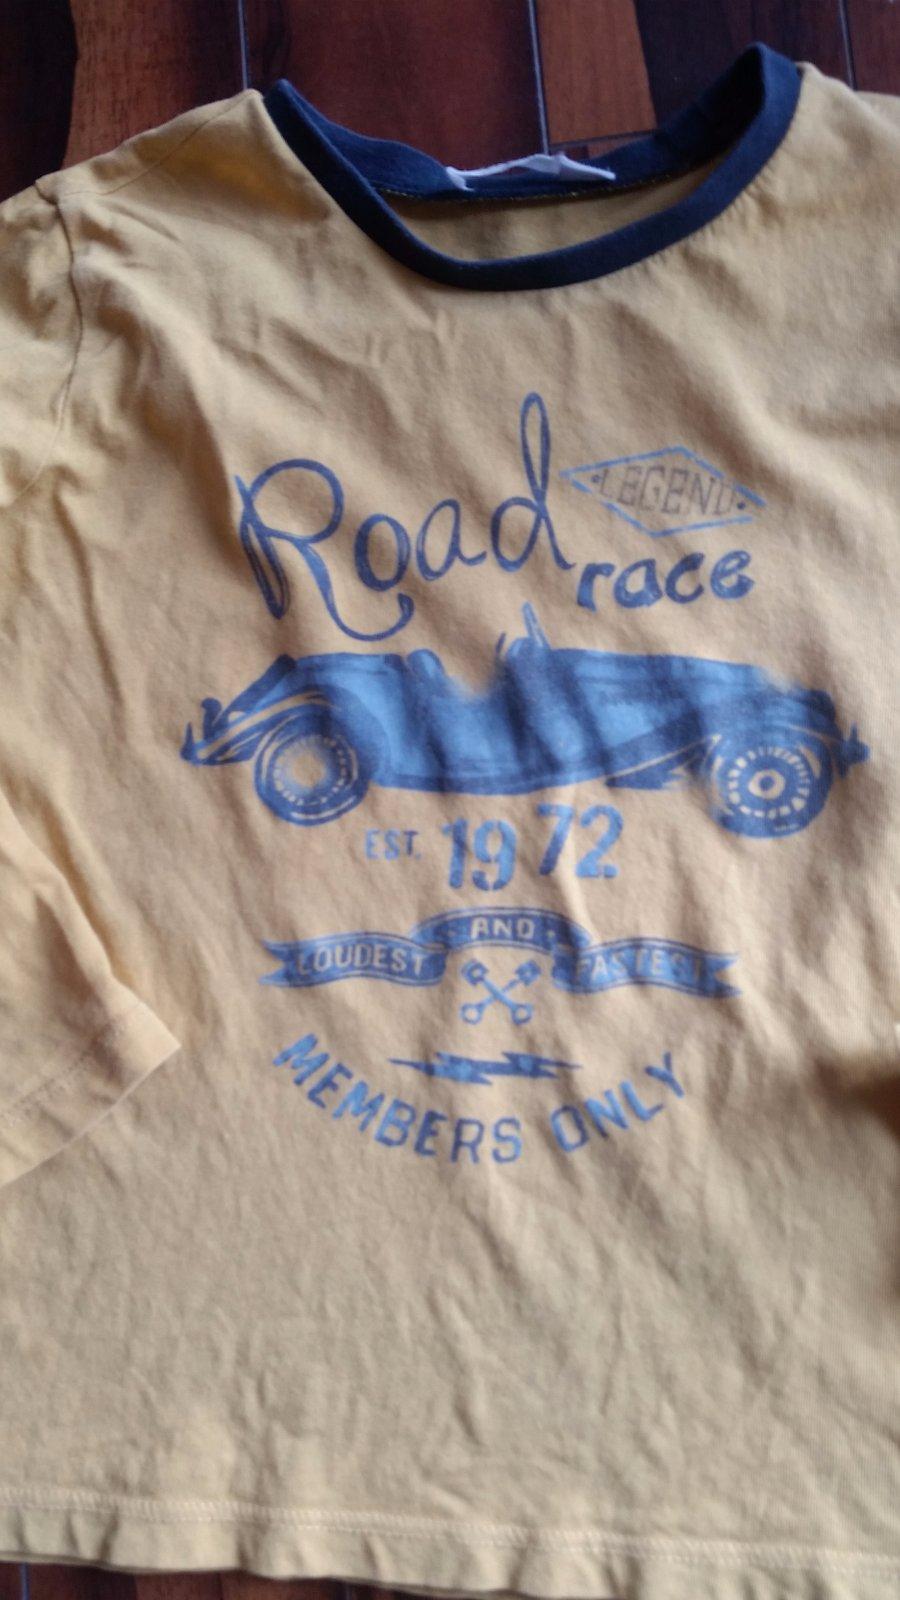 Road
LEGEND
race
EST. 1972
LOUDEST AND FASTEST
MEMBERS ONLY